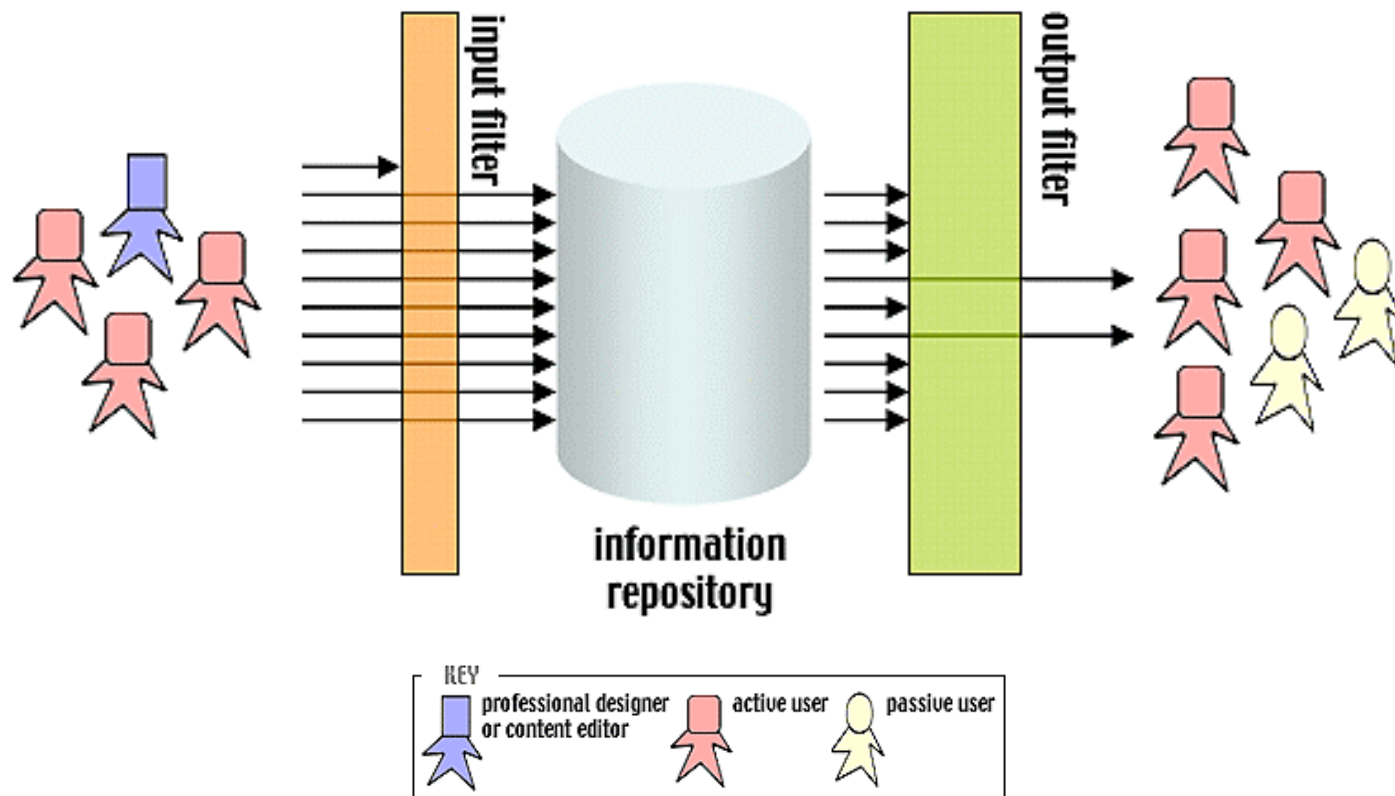 input filter
output filter
information
repository
KEY
professional designer
or content editor
active user
passive user